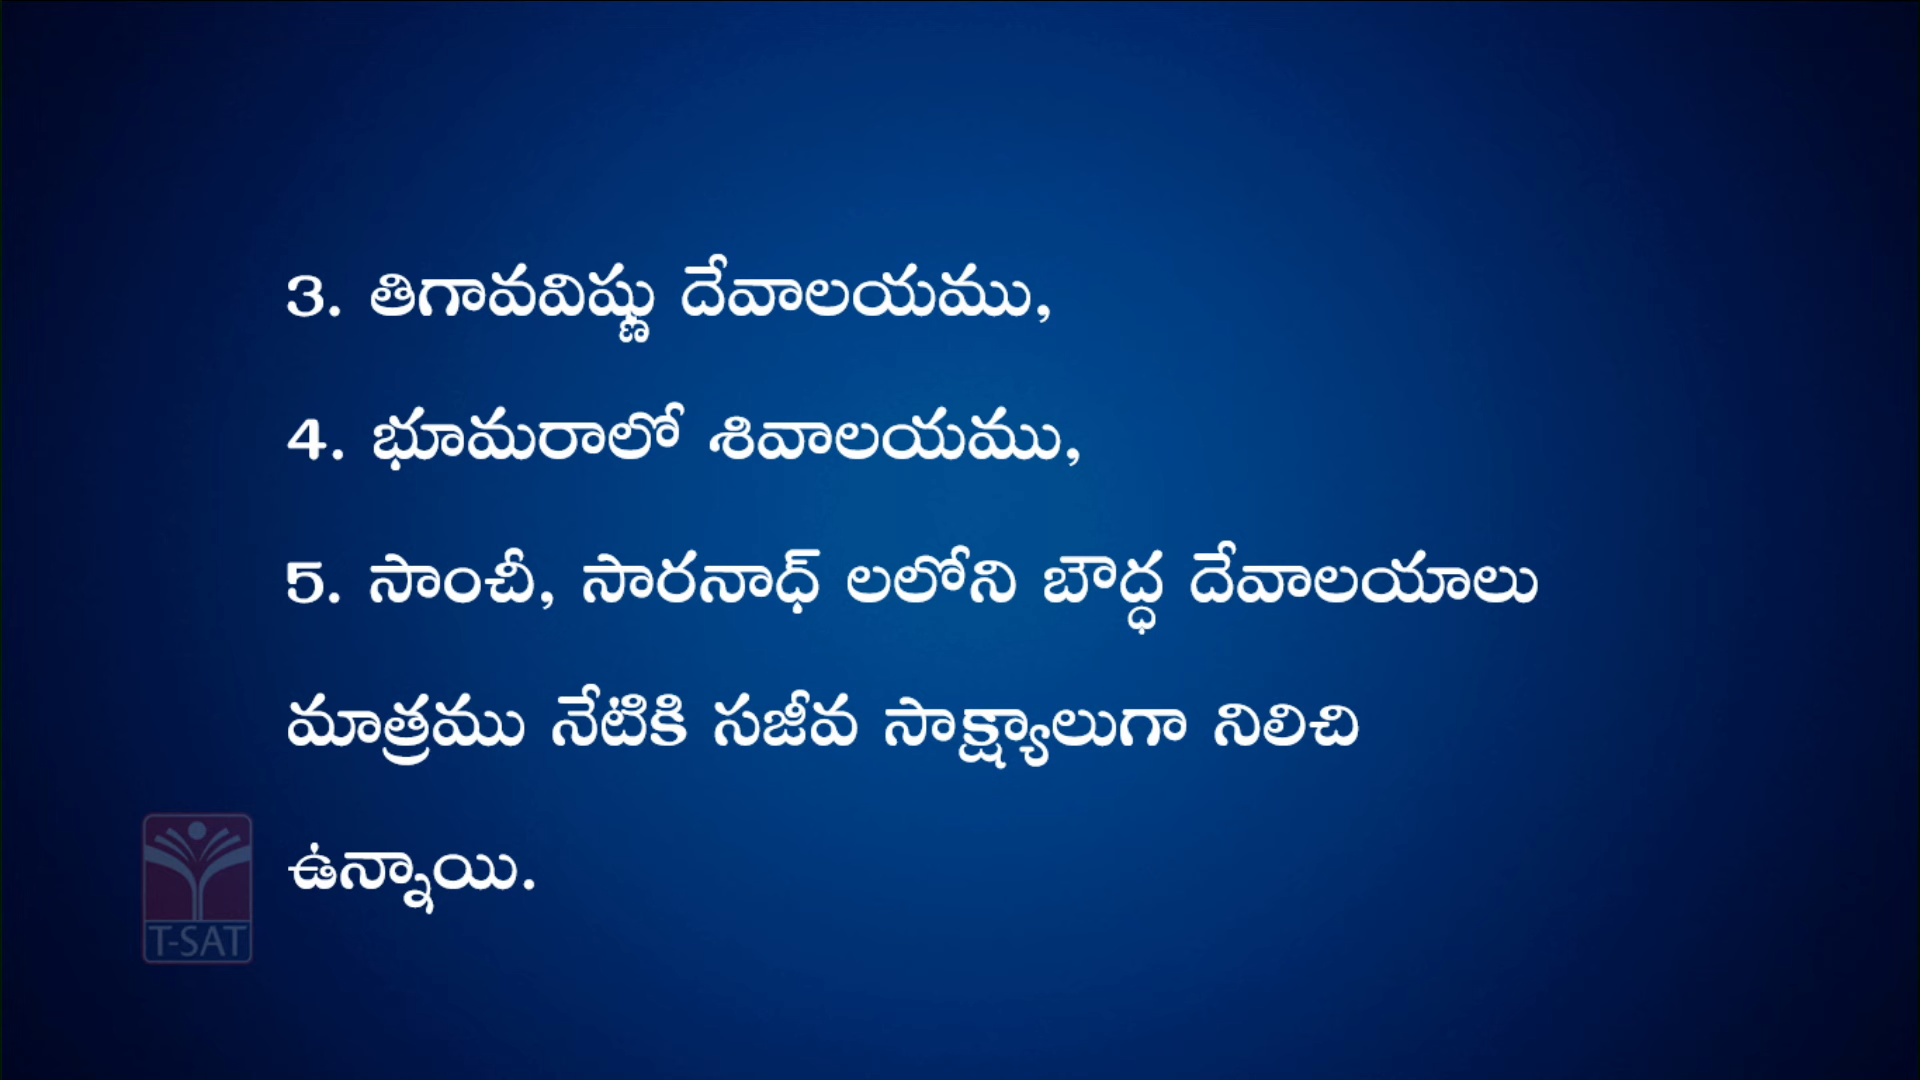 3. తిగావవిష్ణు దేవాలయము,
4. భూమరాలో శివాలయము,
5. సాంచీ, సారనాధ్ లలోని బౌద్ధ దేవాలయాలు
మాత్రము నేటికి సజీవ సాక్ష్యాలుగా నిలిచి
ఉన్నాయి.
T-SAT